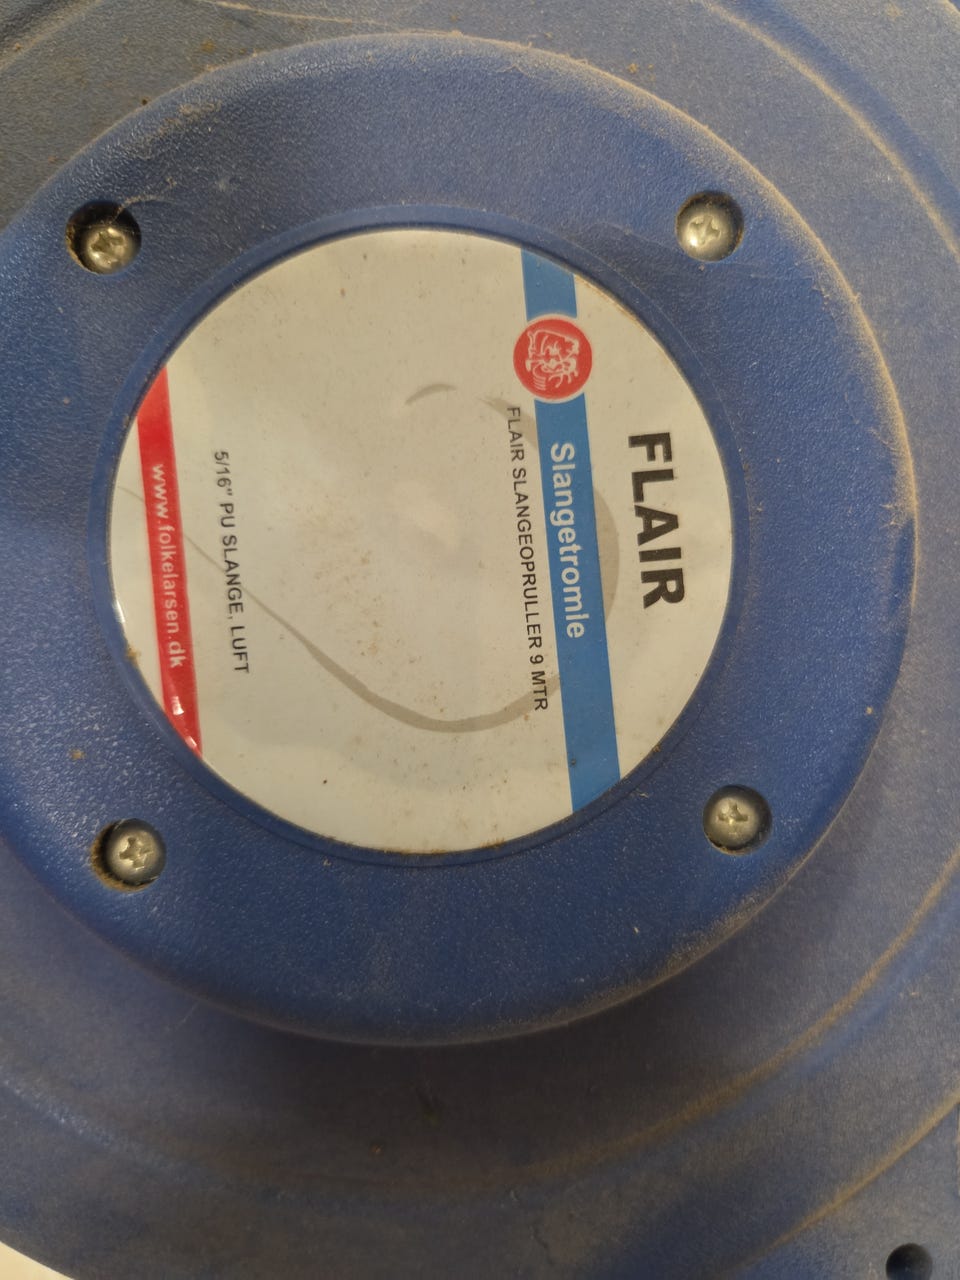 FLAIR
Slangetromle
FLAIR SLANGEOPRULLER 9 MTR
5/16" PU SLANGE, LUFT
www.folkelarsen.dk